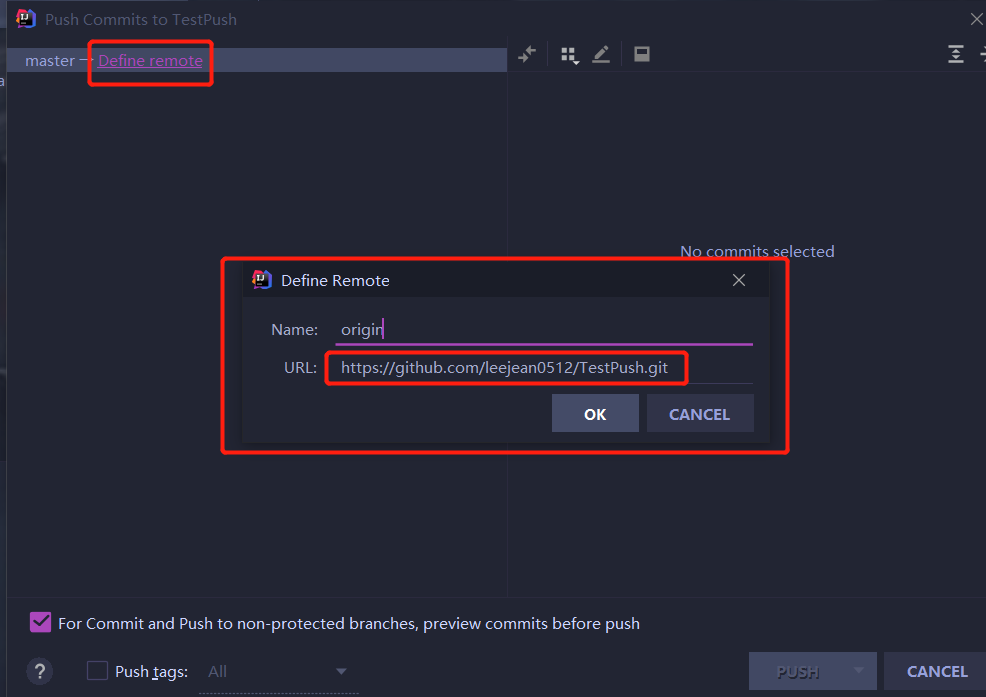 Push Commits to TestPush
master → Define remote
No commits selected
Define Remote
Name: origin
URL: https://github.com/leejean0512/TestPush.git
OK CANCEL
For Commit and Push to non-protected branches, preview commits before push
? Push tags: All PUSH CANCEL